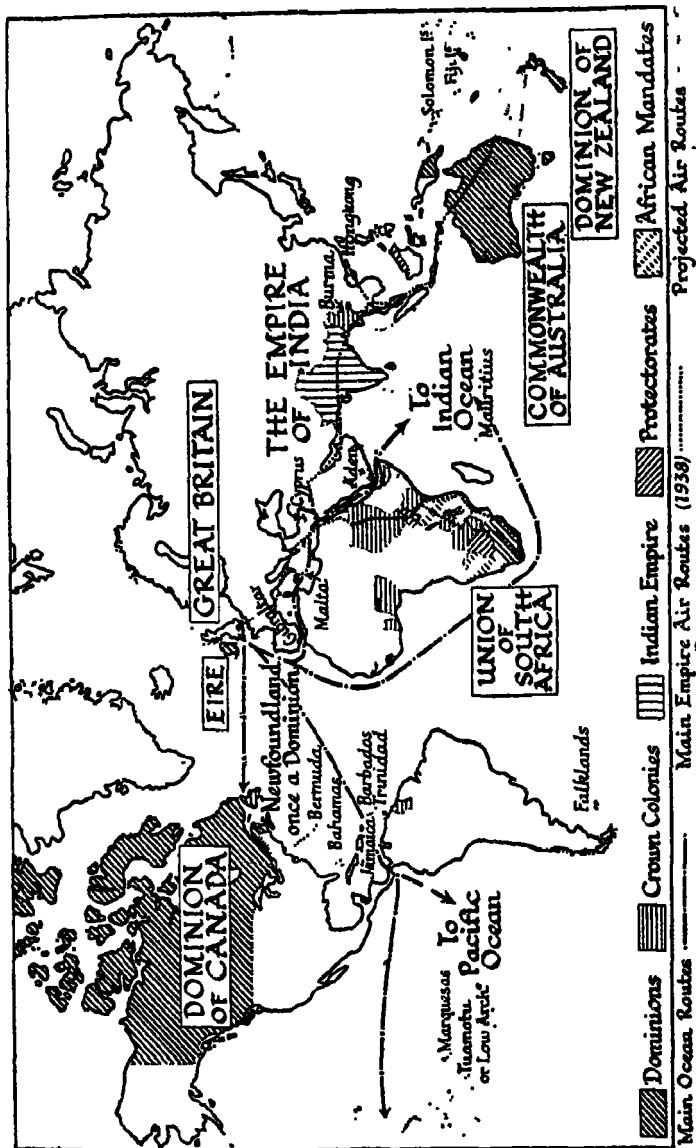 DOMINION
OF CANADA
EIRE
GREAT BRITAIN
Newfoundland
once a Dominion
Bermuda
Bahamas
Jamaica
Barbadoes
Trinidad
To
Pacific
Ocean
Marquesas
Tuamotu
or Low Arch.
Falklands
Gibraltar
Malta
Cyprus
Aden
THE EMPIRE
OF INDIA
Burma
Hongkong
To
Indian
Ocean
Mauritius
UNION
OF
SOUTH
AFRICA
COMMONWEALTH
OF AUSTRALIA
DOMINION OF
NEW ZEALAND
Solomon Is
Fiji Is
Dominions
Crown Colonies
Indian Empire
Protectorates
African Mandates
Main Ocean Routes
Main Empire Air Routes (1938)
Projected Air Routes